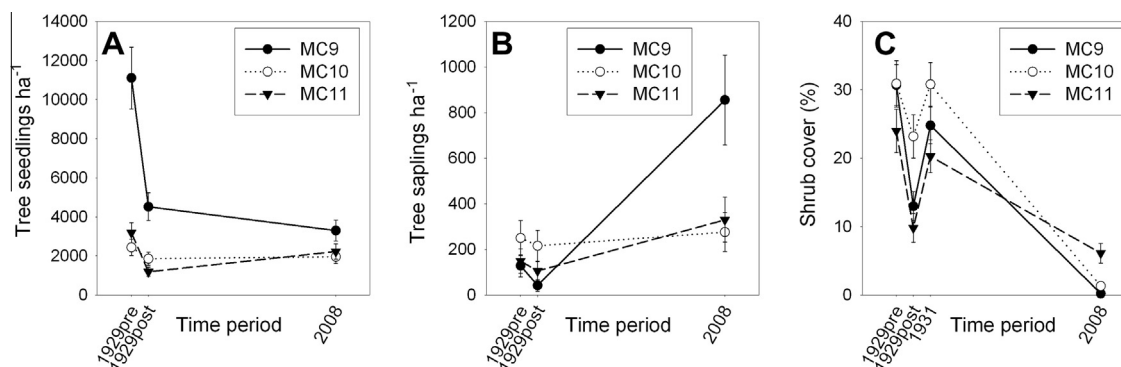 A
Tree seedlings ha⁻¹
14000
12000
10000
8000
6000
4000
2000
0
MC9
MC10
MC11
1929pre
1929post
2008
Time period
B
Tree saplings ha⁻¹
1200
1000
800
600
400
200
0
MC9
MC10
MC11
1929pre
1929post
2008
Time period
C
Shrub cover (%)
40
30
20
10
0
MC9
MC10
MC11
1929pre
1929post
1931
2008
Time period